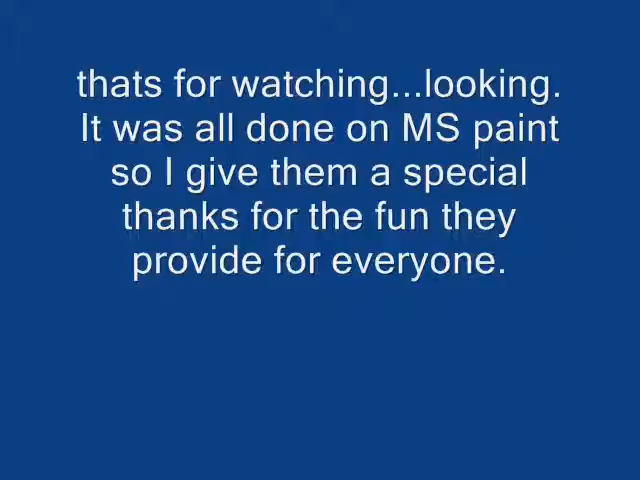 thats for watching...looking.
It was all done on MS paint
so I give them a special
thanks for the fun they
provide for everyone.